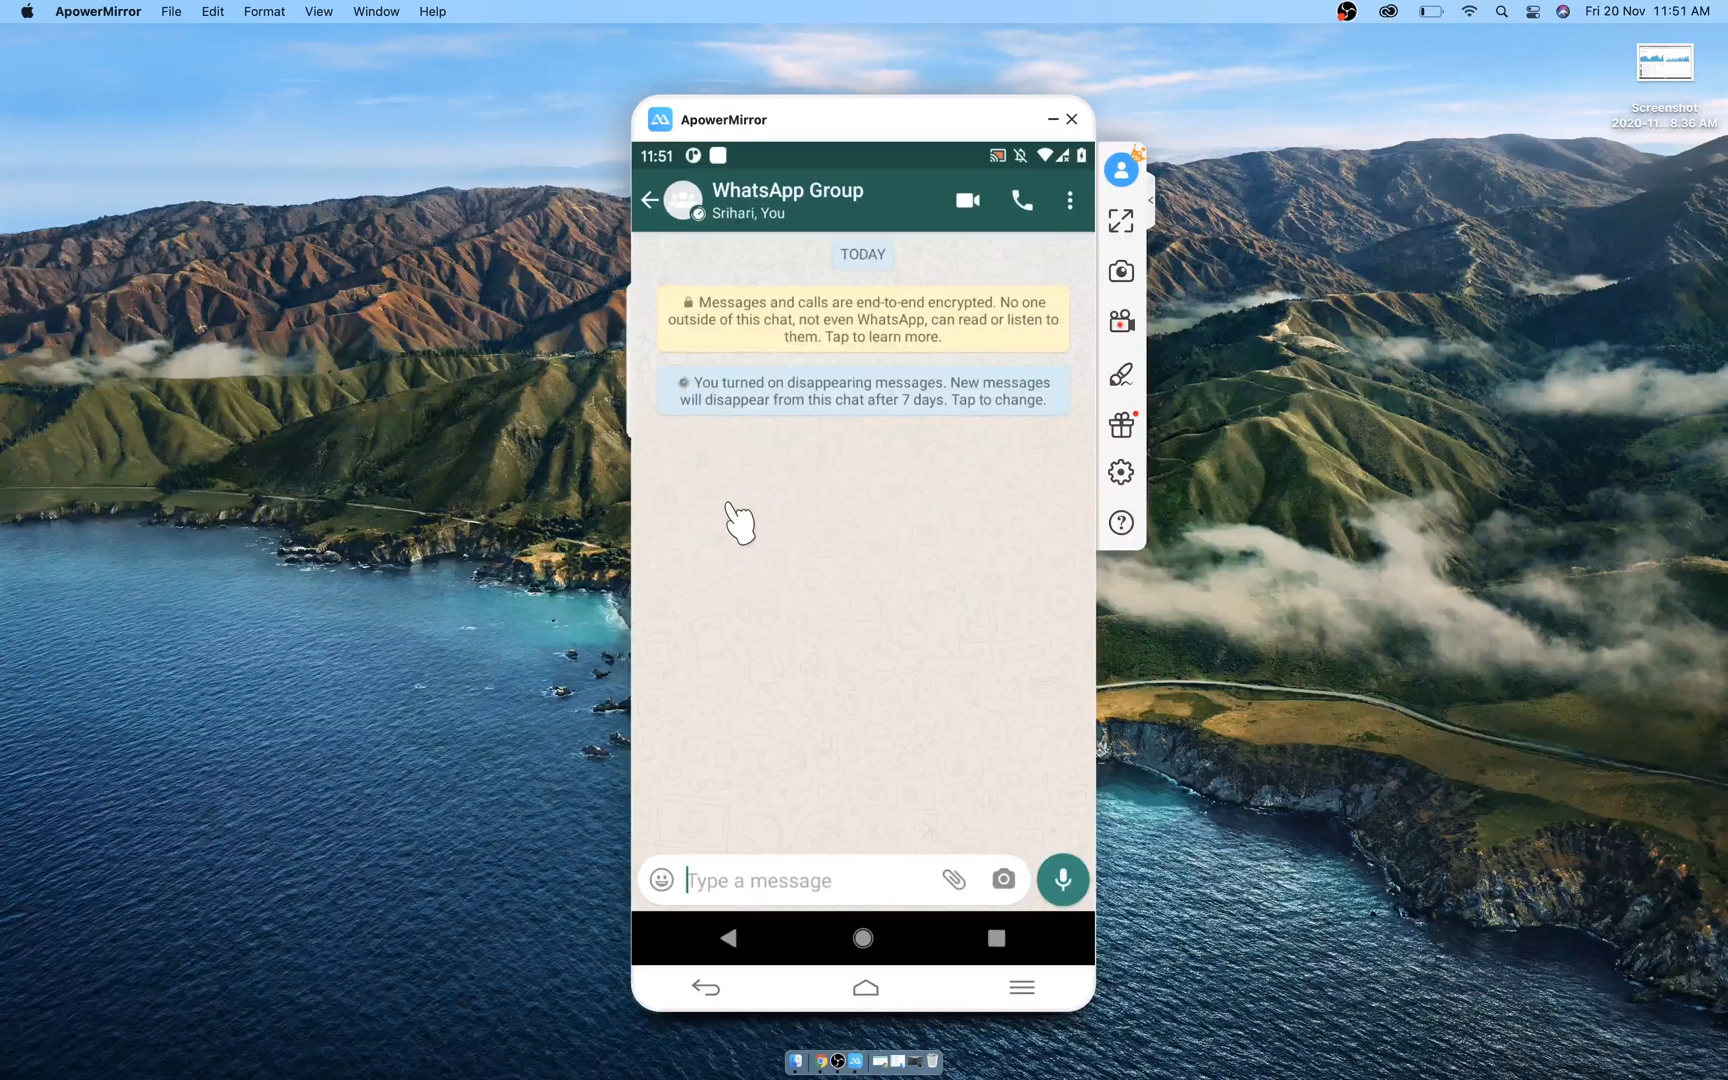 ApowerMirror File Edit Format View Window Help Fri 20 Nov 11:51 AM
Screenshot
2020-11...8.36 AM
ApowerMirror
11:51
WhatsApp Group
Srihari, You
TODAY
Messages and calls are end-to-end encrypted. No one
outside of this chat, not even WhatsApp, can read or listen to
them. Tap to learn more.
You turned on disappearing messages. New messages
will disappear from this chat after 7 days. Tap to change.
Type a message